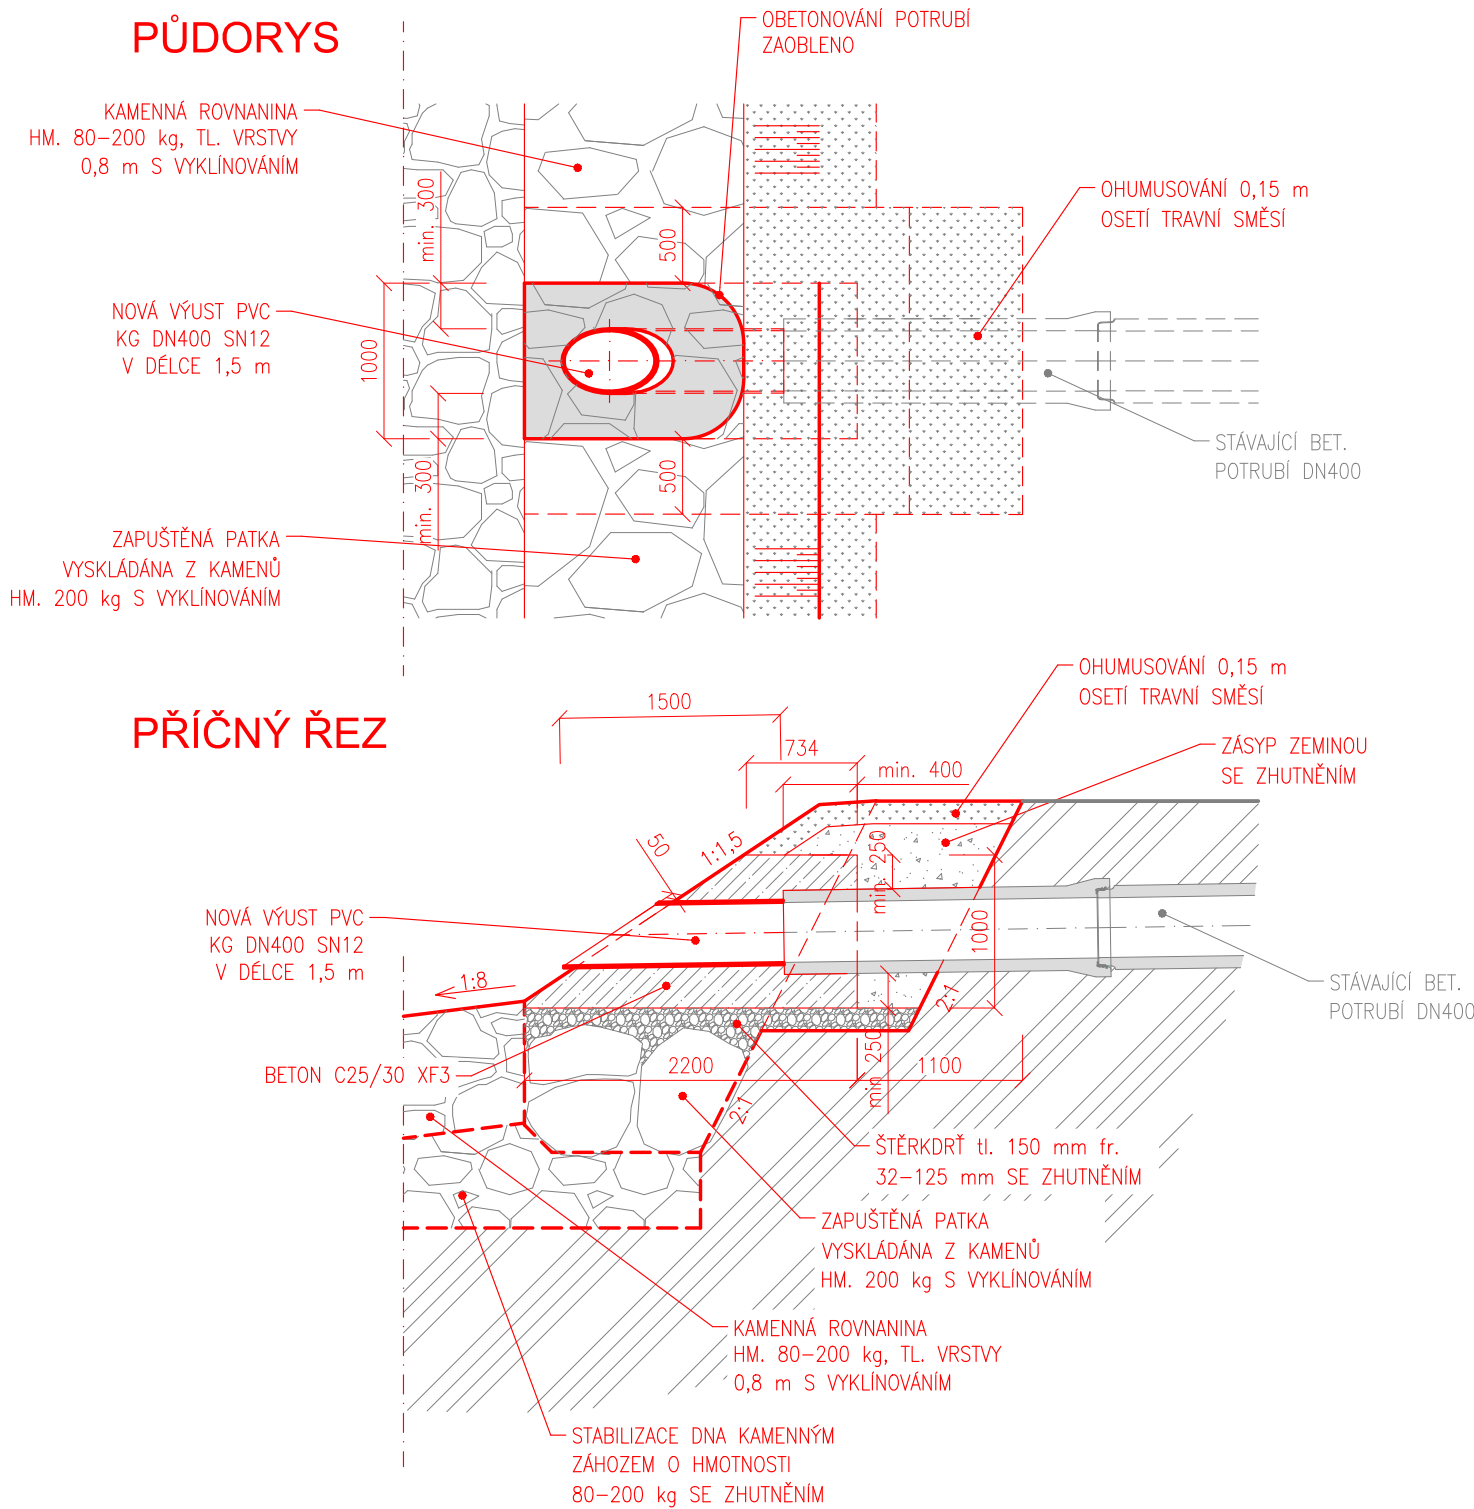 PŮDORYS
OBETONOVÁNÍ POTRUBÍ
ZAOBLENO
KAMENNÁ ROVNANINA
HM. 80-200 kg, TL. VRSTVY
0,8 m S VYKLÍNOVÁNÍM
min. 300
500
OHUMUSOVÁNÍ 0,15 m
OSETÍ TRAVNÍ SMĚSÍ
NOVÁ VÝUST PVC
KG DN400 SN12
V DÉLCE 1,5 m
1000
STÁVAJÍCÍ BET.
POTRUBÍ DN400
min. 300
500
ZAPUŠTĚNÁ PATKA
VYSKLÁDÁNA Z KAMENŮ
HM. 200 kg S VYKLÍNOVÁNÍM
PŘÍČNÝ ŘEZ
OHUMUSOVÁNÍ 0,15 m
OSETÍ TRAVNÍ SMĚSÍ
1500
734
min. 400
ZÁSYP ZEMINOU
SE ZHUTNĚNÍM
50
1:1,5
min. 250
1000
NOVÁ VÝUST PVC
KG DN400 SN12
V DÉLCE 1,5 m
1:8
2:1
STÁVAJÍCÍ BET.
POTRUBÍ DN400
BETON C25/30 XF3
2200
min 250
1100
2:1
ŠTĚRKDRŤ tl. 150 mm fr.
32-125 mm SE ZHUTNĚNÍM
ZAPUŠTĚNÁ PATKA
VYSKLÁDÁNA Z KAMENŮ
HM. 200 kg S VYKLÍNOVÁNÍM
KAMENNÁ ROVNANINA
HM. 80-200 kg, TL. VRSTVY
0,8 m S VYKLÍNOVÁNÍM
STABILIZACE DNA KAMENNÝM
ZÁHOZEM O HMOTNOSTI
80-200 kg SE ZHUTNĚNÍM